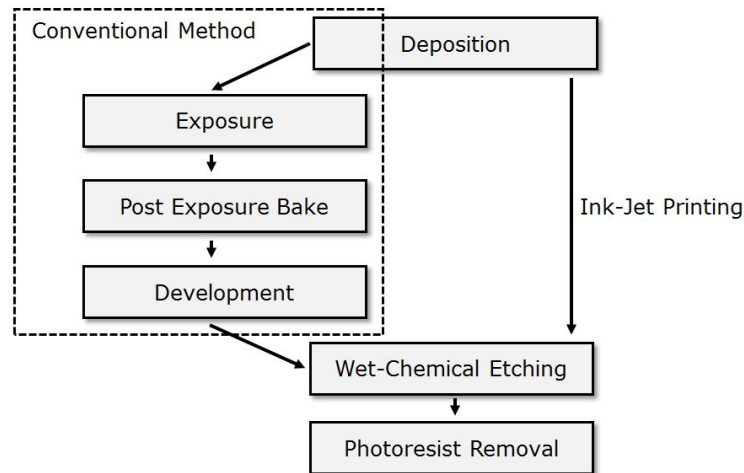 Conventional Method
Deposition
Exposure
Post Exposure Bake
Ink-Jet Printing
Development
Wet-Chemical Etching
Photoresist Removal